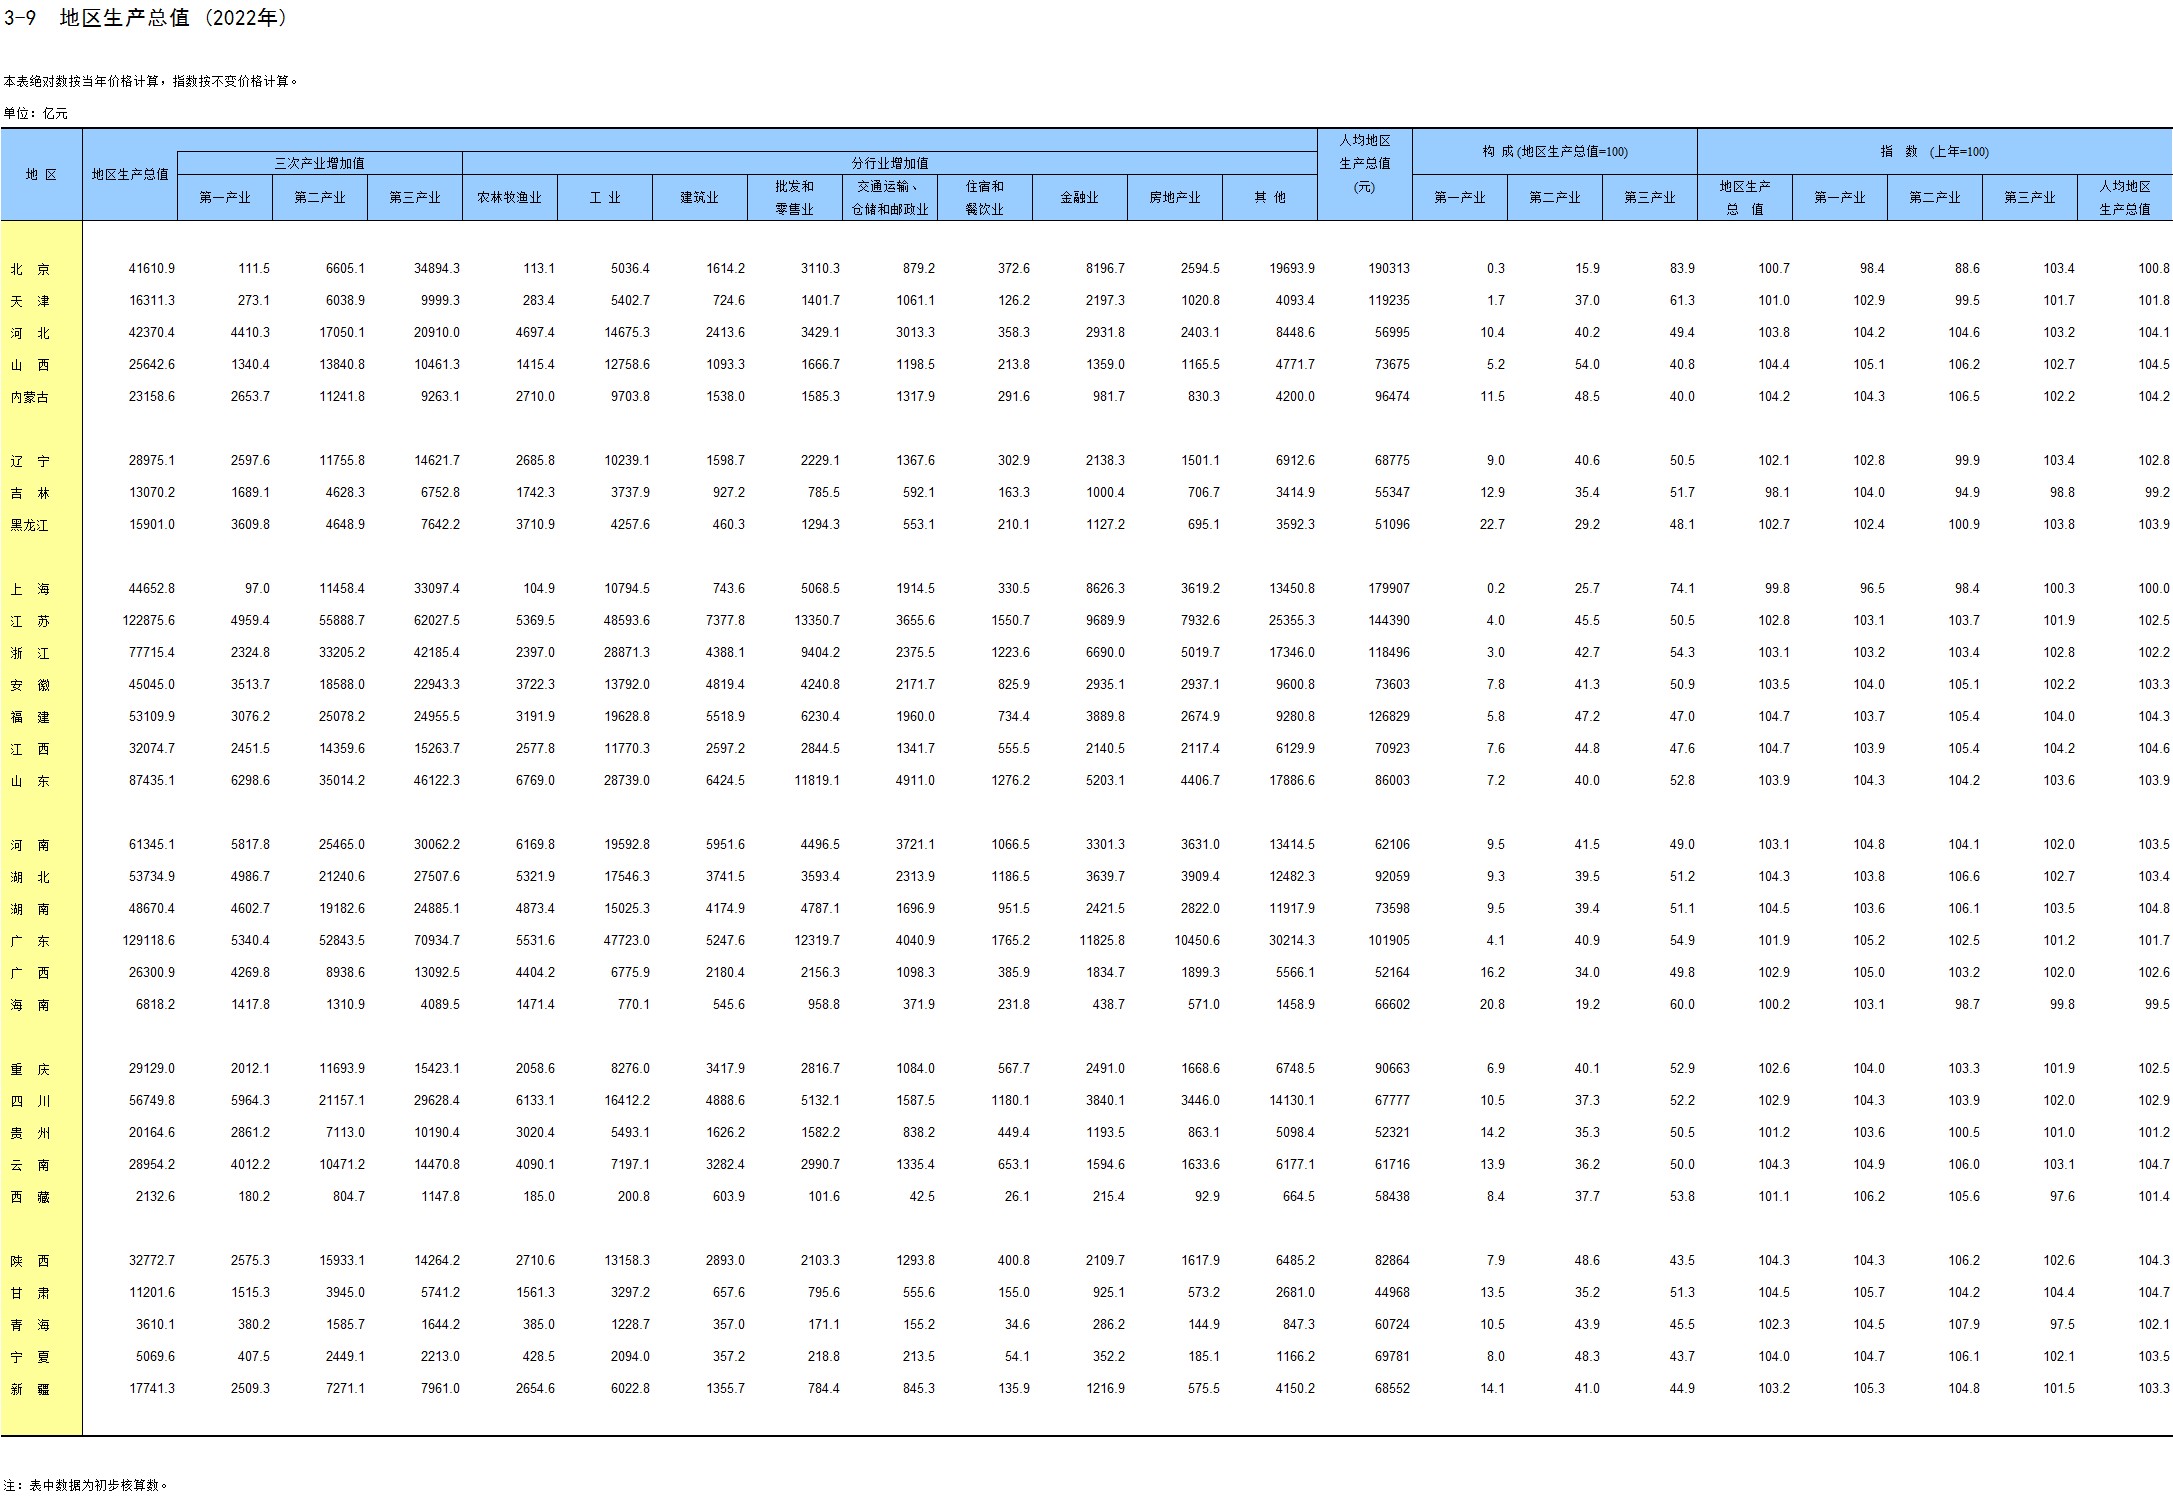 3-9 地区生产总值 (2022年)
本表绝对数按当年价格计算，指数按不变价格计算。
单位：亿元
地 区 地区生产总值 三次产业增加值 分行业增加值 人均地区生产总值(元) 构 成 (地区生产总值=100) 指 数 (上年=100)
第一产业 第二产业 第三产业 农林牧渔业 工 业 建筑业 批发和零售业 交通运输、仓储和邮政业 住宿和餐饮业 金融业 房地产业 其 他 第一产业 第二产业 第三产业 地区生产总 值 第一产业 第二产业 第三产业 人均地区生产总值
北 京 41610.9 111.5 6605.1 34894.3 113.1 5036.4 1614.2 3110.3 879.2 372.6 8196.7 2594.5 19693.9 190313 0.3 15.9 83.9 100.7 98.4 88.6 103.4 100.8
天 津 16311.3 273.1 6038.9 9999.3 283.4 5402.7 724.6 1401.7 1061.1 126.2 2197.3 1020.8 4093.4 119235 1.7 37.0 61.3 101.0 102.9 99.5 101.7 101.8
河 北 42370.4 4410.3 17050.1 20910.0 4697.4 14675.3 2413.6 3429.1 3013.3 358.3 2931.8 2403.1 8448.6 56995 10.4 40.2 49.4 103.8 104.2 104.6 103.2 104.1
山 西 25642.6 1340.4 13840.8 10461.3 1415.4 12758.6 1093.3 1666.7 1198.5 213.8 1359.0 1165.5 4771.7 73675 5.2 54.0 40.8 104.4 105.1 106.2 102.7 104.5
内蒙古 23158.6 2653.7 11241.8 9263.1 2710.0 9703.8 1538.0 1585.3 1317.9 291.6 981.7 830.3 4200.0 96474 11.5 48.5 40.0 104.2 104.3 106.5 102.2 104.2
辽 宁 28975.1 2597.6 11755.8 14621.7 2685.8 10239.1 1598.7 2229.1 1367.6 302.9 2138.3 1501.1 6912.6 68775 9.0 40.6 50.5 102.1 102.8 99.9 103.4 102.8
吉 林 13070.2 1689.1 4628.3 6752.8 1742.3 3737.9 927.2 785.5 592.1 163.3 1000.4 706.7 3414.9 55347 12.9 35.4 51.7 98.1 104.0 94.9 98.8 99.2
黑龙江 15901.0 3609.8 4648.9 7642.2 3710.9 4257.6 460.3 1294.3 553.1 210.1 1127.2 695.1 3592.3 51096 22.7 29.2 48.1 102.7 102.4 100.9 103.8 103.9
上 海 44652.8 97.0 11458.4 33097.4 104.9 10794.5 743.6 5068.5 1914.5 330.5 8626.3 3619.2 13450.8 179907 0.2 25.7 74.1 99.8 96.5 98.4 100.3 100.0
江 苏 122875.6 4959.4 55888.7 62027.5 5369.5 48593.6 7377.8 13350.7 3655.6 1550.7 9689.9 7932.6 25355.3 144390 4.0 45.5 50.5 102.8 103.1 103.7 101.9 102.5
浙 江 77715.4 2324.8 33205.2 42185.4 2397.0 28871.3 4388.1 9404.2 2375.5 1223.6 6690.0 5019.7 17346.0 118496 3.0 42.7 54.3 103.1 103.2 103.4 102.8 102.2
安 徽 45045.0 3513.7 18588.0 22943.3 3722.3 13792.0 4819.4 4240.8 2171.7 825.9 2935.1 2937.1 9600.8 73603 7.8 41.3 50.9 103.5 104.0 105.1 102.2 103.3
福 建 53109.9 3076.2 25078.2 24955.5 3191.9 19628.8 5518.9 6230.4 1960.0 734.4 3889.8 2674.9 9280.8 126829 5.8 47.2 47.0 104.7 103.7 105.4 104.0 104.3
江 西 32074.7 2451.5 14359.6 15263.7 2577.8 11770.3 2597.2 2844.5 1341.7 555.5 2140.5 2117.4 6129.9 70923 7.6 44.8 47.6 104.7 103.9 105.4 104.2 104.6
山 东 87435.1 6298.6 35014.2 46122.3 6769.0 28739.0 6424.5 11819.1 4911.0 1276.2 5203.1 4406.7 17886.6 86003 7.2 40.0 52.8 103.9 104.3 104.2 103.6 103.9
河 南 61345.1 5817.8 25465.0 30062.2 6169.8 19592.8 5951.6 4496.5 3721.1 1066.5 3301.3 3631.0 13414.5 62106 9.5 41.5 49.0 103.1 104.8 104.1 102.0 103.5
湖 北 53734.9 4986.7 21240.6 27507.6 5321.9 17546.3 3741.5 3593.4 2313.9 1186.5 3639.7 3909.4 12482.3 92059 9.3 39.5 51.2 104.3 103.8 106.6 102.7 103.4
湖 南 48670.4 4602.7 19182.6 24885.1 4873.4 15025.3 4174.9 4787.1 1696.9 951.5 2421.5 2822.0 11917.9 73598 9.5 39.4 51.1 104.5 103.6 106.1 103.5 104.8
广 东 129118.6 5340.4 52843.5 70934.7 5531.6 47723.0 5247.6 12319.7 4040.9 1765.2 11825.8 10450.6 30214.3 101905 4.1 40.9 54.9 101.9 105.2 102.5 101.2 101.7
广 西 26300.9 4269.8 8938.6 13092.5 4404.2 6775.9 2180.4 2156.3 1098.3 385.9 1834.7 1899.3 5566.1 52164 16.2 34.0 49.8 102.9 105.0 103.2 102.0 102.6
海 南 6818.2 1417.8 1310.9 4089.5 1471.4 770.1 545.6 958.8 371.9 231.8 438.7 571.0 1458.9 66602 20.8 19.2 60.0 100.2 103.1 98.7 99.8 99.5
重 庆 29129.0 2012.1 11693.9 15423.1 2058.6 8276.0 3417.9 2816.7 1084.0 567.7 2491.0 1668.6 6748.5 90663 6.9 40.1 52.9 102.6 104.0 103.3 101.9 102.5
四 川 56749.8 5964.3 21157.1 29628.4 6133.1 16412.2 4888.6 5132.1 1587.5 1180.1 3840.1 3446.0 14130.1 67777 10.5 37.3 52.2 102.9 104.3 103.9 102.0 102.9
贵 州 20164.6 2861.2 7113.0 10190.4 3020.4 5493.1 1626.2 1582.2 838.2 449.4 1193.5 863.1 5098.4 52321 14.2 35.3 50.5 101.2 103.6 100.5 101.0 101.2
云 南 28954.2 4012.2 10471.2 14470.8 4090.1 7197.1 3282.4 2990.7 1335.4 653.1 1594.6 1633.6 6177.1 61716 13.9 36.2 50.0 104.3 104.9 106.0 103.1 104.7
西 藏 2132.6 180.2 804.7 1147.8 185.0 200.8 603.9 101.6 42.5 26.1 215.4 92.9 664.5 58438 8.4 37.7 53.8 101.1 106.2 105.6 97.6 101.4
陕 西 32772.7 2575.3 15933.1 14264.2 2710.6 13158.3 2893.0 2103.3 1293.8 400.8 2109.7 1617.9 6485.2 82864 7.9 48.6 43.5 104.3 104.3 106.2 102.6 104.3
甘 肃 11201.6 1515.3 3945.0 5741.2 1561.3 3297.2 657.6 795.6 555.6 155.0 925.1 573.2 2681.0 44968 13.5 35.2 51.3 104.5 105.7 104.2 104.4 104.7
青 海 3610.1 380.2 1585.7 1644.2 385.0 1228.7 357.0 171.1 155.2 34.6 286.2 144.9 847.3 60724 10.5 43.9 45.5 102.3 104.5 107.9 97.5 102.1
宁 夏 5069.6 407.5 2449.1 2213.0 428.5 2094.0 357.2 218.8 213.5 54.1 352.2 185.1 1166.2 69781 8.0 48.3 43.7 104.0 104.7 106.1 102.1 103.5
新 疆 17741.3 2509.3 7271.1 7961.0 2654.6 6022.8 1355.7 784.4 845.3 135.9 1216.9 575.5 4150.2 68552 14.1 41.0 44.9 103.2 105.3 104.8 101.5 103.3
注：表中数据为初步核算数。